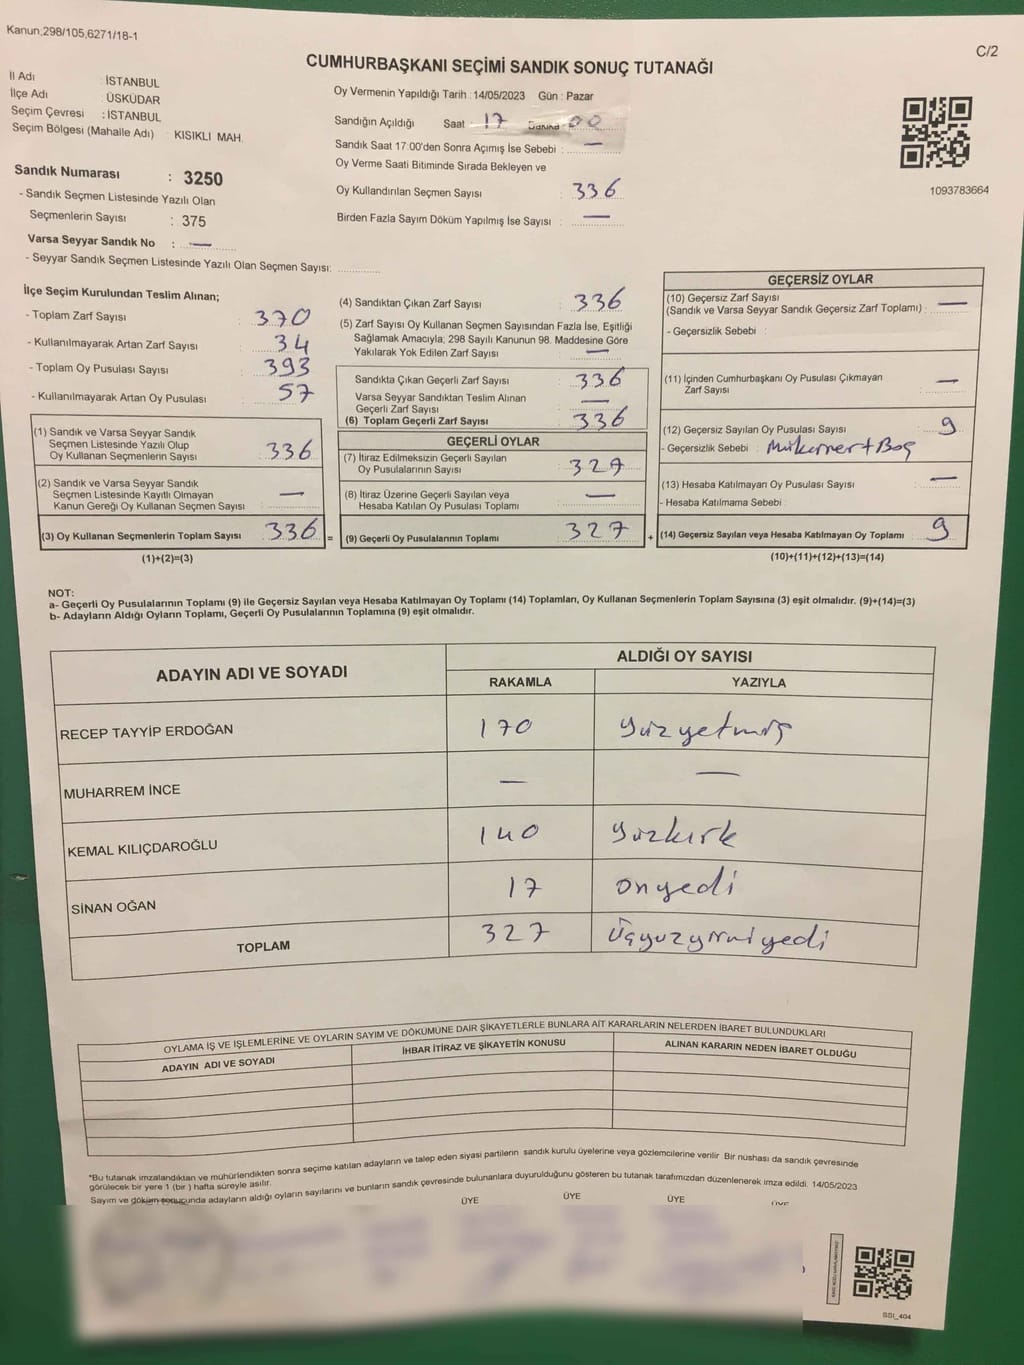 Kanun,298/105,6271/18-1
C/2
CUMHURBAŞKANI SEÇİMİ SANDIK SONUÇ TUTANAĞI
İl Adı : İSTANBUL
İlçe Adı : ÜSKÜDAR
Seçim Çevresi : İSTANBUL
Seçim Bölgesi (Mahalle Adı) : KISIKLI MAH.
Sandık Numarası : 3250
- Sandık Seçmen Listesinde Yazılı Olan
Seçmenlerin Sayısı : 375
Varsa Seyyar Sandık No : —
- Seyyar Sandık Seçmen Listesinde Yazılı Olan Seçmen Sayısı:
Oy Vermenin Yapıldığı Tarih : 14/05/2023 Gün : Pazar
Sandığın Açıldığı Saat : 17 Dakika 00
Sandık Saat 17:00'den Sonra Açımış İse Sebebi : —
Oy Verme Saati Bitiminde Sırada Bekleyen ve
Oy Kullandırılan Seçmen Sayısı : 336
Birden Fazla Sayım Döküm Yapılmış İse Sayısı : —
1093783664
İlçe Seçim Kurulundan Teslim Alınan;
- Toplam Zarf Sayısı : 370
- Kullanılmayarak Artan Zarf Sayısı : 34
- Toplam Oy Pusulası Sayısı : 393
- Kullanılmayarak Artan Oy Pusulası : 57
(1) Sandık ve Varsa Seyyar Sandık
Seçmen Listesinde Yazılı Olup
Oy Kullanan Seçmenlerin Sayısı : 336
(2) Sandık ve Varsa Seyyar Sandık
Seçmen Listesinde Kayıtlı Olmayan
Kanun Gereği Oy Kullanan Seçmen Sayısı : —
(3) Oy Kullanan Seçmenlerin Toplam Sayısı : 336 =
(1)+(2)=(3)
(4) Sandıktan Çıkan Zarf Sayısı : 336
(5) Zarf Sayısı Oy Kullanan Seçmen Sayısından Fazla İse, Eşitliği
Sağlamak Amacıyla; 298 Sayılı Kanunun 98. Maddesine Göre
Yakılarak Yok Edilen Zarf Sayısı : —
Sandıkta Çıkan Geçerli Zarf Sayısı : 336
Varsa Seyyar Sandıktan Teslim Alınan
Geçerli Zarf Sayısı : —
(6) Toplam Geçerli Zarf Sayısı : 336
GEÇERLİ OYLAR
(7) İtiraz Edilmeksizin Geçerli Sayılan
Oy Pusulalarının Sayısı : 327
(8) İtiraz Üzerine Geçerli Sayılan veya
Hesaba Katılan Oy Pusulası Toplamı : —
(9) Geçerli Oy Pusulalarının Toplamı : 327 +
GEÇERSİZ OYLAR
(10) Geçersiz Zarf Sayısı
(Sandık ve Varsa Seyyar Sandık Geçersiz Zarf Toplamı) : —
- Geçersizlik Sebebi :
(11) İçinden Cumhurbaşkanı Oy Pusulası Çıkmayan
Zarf Sayısı : —
(12) Geçersiz Sayılan Oy Pusulası Sayısı : 9
- Geçersizlik Sebebi : Mükerrer+Boş
(13) Hesaba Katılmayan Oy Pusulası Sayısı : —
- Hesaba Katılmama Sebebi :
(14) Geçersiz Sayılan veya Hesaba Katılmayan Oy Toplamı : 9
(10)+(11)+(12)+(13)=(14)
NOT:
a- Geçerli Oy Pusulalarının Toplamı (9) ile Geçersiz Sayılan veya Hesaba Katılmayan Oy Toplamı (14) Toplamları, Oy Kullanan Seçmenlerin Toplam Sayısına (3) eşit olmalıdır. (9)+(14)=(3)
b- Adayların Aldığı Oyların Toplamı, Geçerli Oy Pusulalarının Toplamına (9) eşit olmalıdır.
ADAYIN ADI VE SOYADI ALDIĞI OY SAYISI
RAKAMLA YAZIYLA
RECEP TAYYİP ERDOĞAN 170 yüzyetmiş
MUHARREM İNCE — —
KEMAL KILIÇDAROĞLU 140 yüzkırk
SİNAN OĞAN 17 onyedi
TOPLAM 327 Üçyüzyirmiyedi
OYLAMA İŞ VE İŞLEMLERİNE VE OYLARIN SAYIM VE DÖKÜMÜNE DAİR ŞİKAYETLERLE BUNLARA AİT KARARLARIN NELERDEN İBARET BULUNDUKLARI
ADAYIN ADI VE SOYADI İHBAR İTİRAZ VE ŞİKAYETİN KONUSU ALINAN KARARIN NEDEN İBARET OLDUĞU
*Bu tutanak imzalandıktan ve mühürlendikten sonra seçime katılan adayların ve talep eden siyasi partilerin sandık kurulu üyelerine veya gözlemcilerine verilir Bir nüshası da sandık çevresinde
görülecek bir yere 1 (bir ) hafta süreyle asılır.
Sayım ve döküm sonucunda adayların aldığı oyların sayılarını ve bunların sandık çevresinde bulunanlara duyurulduğunu gösteren bu tutanak tarafımızdan düzenlenerek imza edildi. 14/05/2023
ÜYE ÜYE ÜYE ÜYE
SSI_404